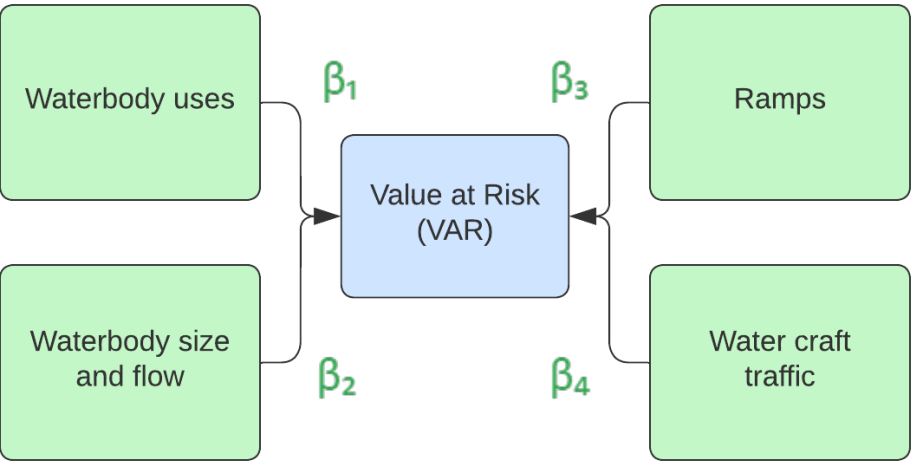 Waterbody uses
β₁
β₃
Ramps
Value at Risk
(VAR)
Waterbody size
and flow
β₂
β₄
Water craft
traffic